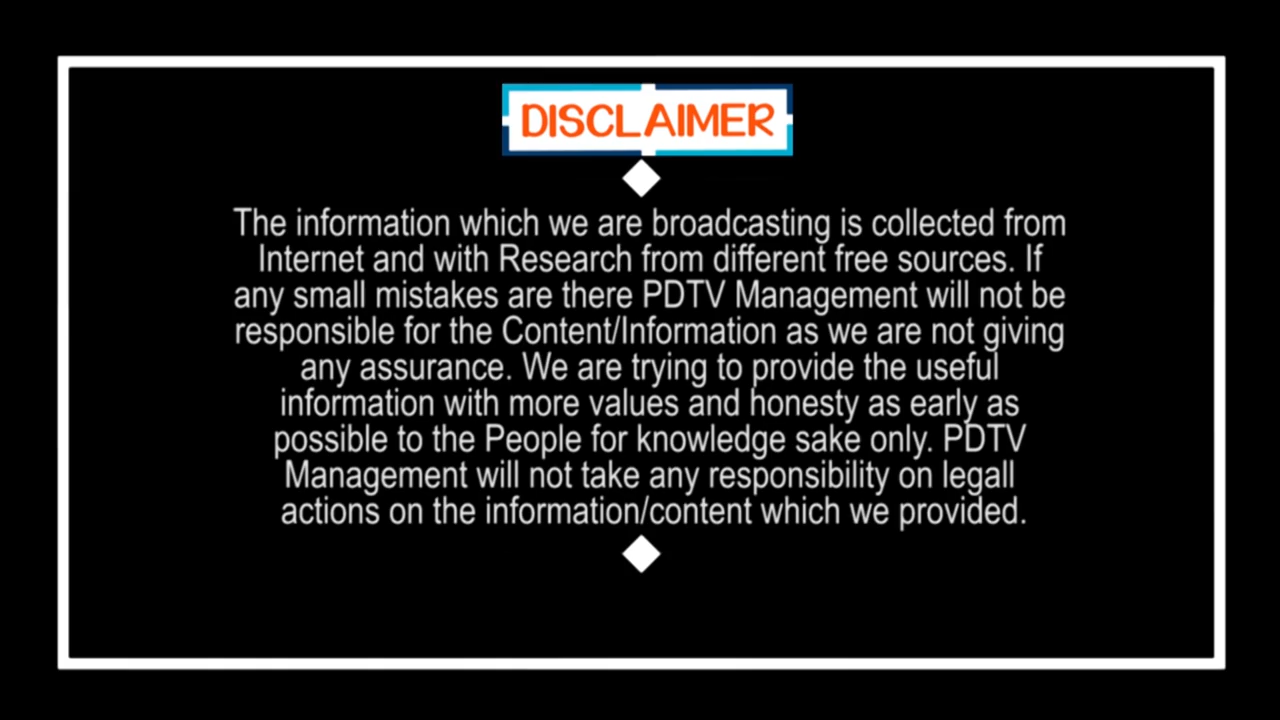 DISCLAIMER
The information which we are broadcasting is collected from
Internet and with Research from different free sources. If
any small mistakes are there PDTV Management will not be
responsible for the Content/Information as we are not giving
any assurance. We are trying to provide the useful
information with more values and honesty as early as
possible to the People for knowledge sake only. PDTV
Management will not take any responsibility on legall
actions on the information/content which we provided.